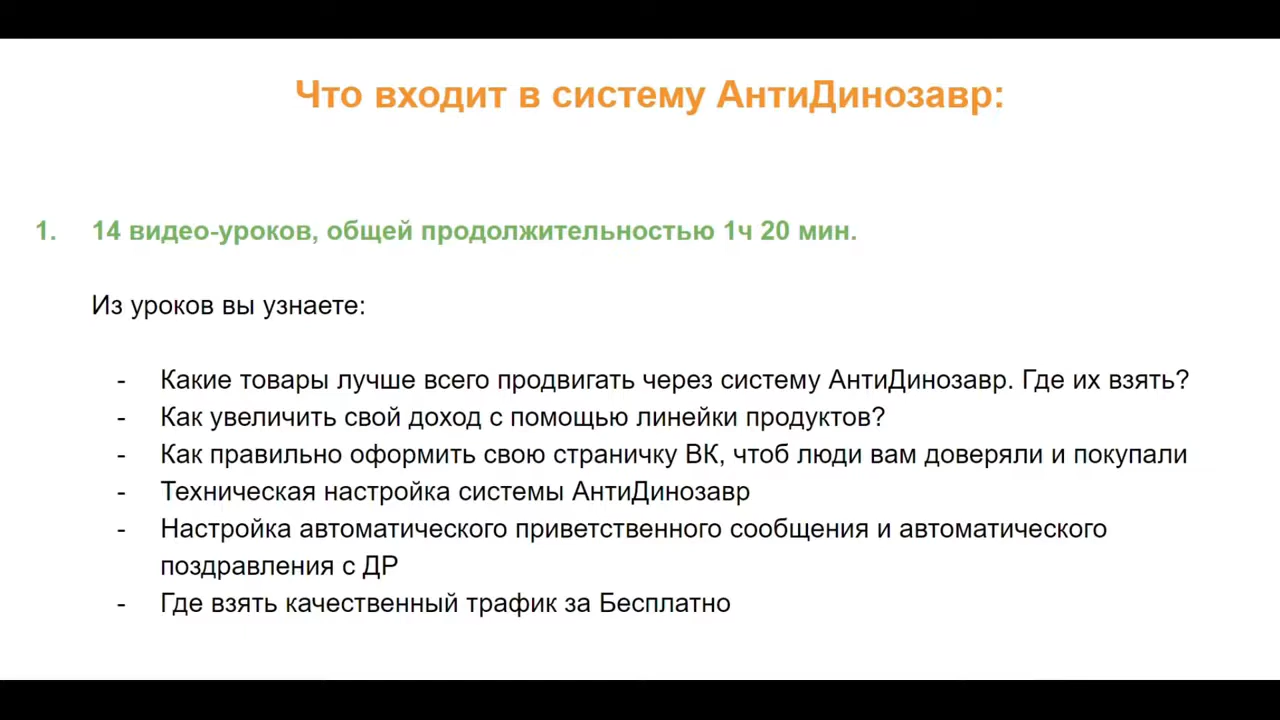 Что входит в систему АнтиДинозавр:
1. 14 видео-уроков, общей продолжительностью 1ч 20 мин.
Из уроков вы узнаете:
- Какие товары лучше всего продвигать через систему АнтиДинозавр. Где их взять?
- Как увеличить свой доход с помощью линейки продуктов?
- Как правильно оформить свою страничку ВК, чтоб люди вам доверяли и покупали
- Техническая настройка системы АнтиДинозавр
- Настройка автоматического приветственного сообщения и автоматического
поздравления с ДР
- Где взять качественный трафик за Бесплатно